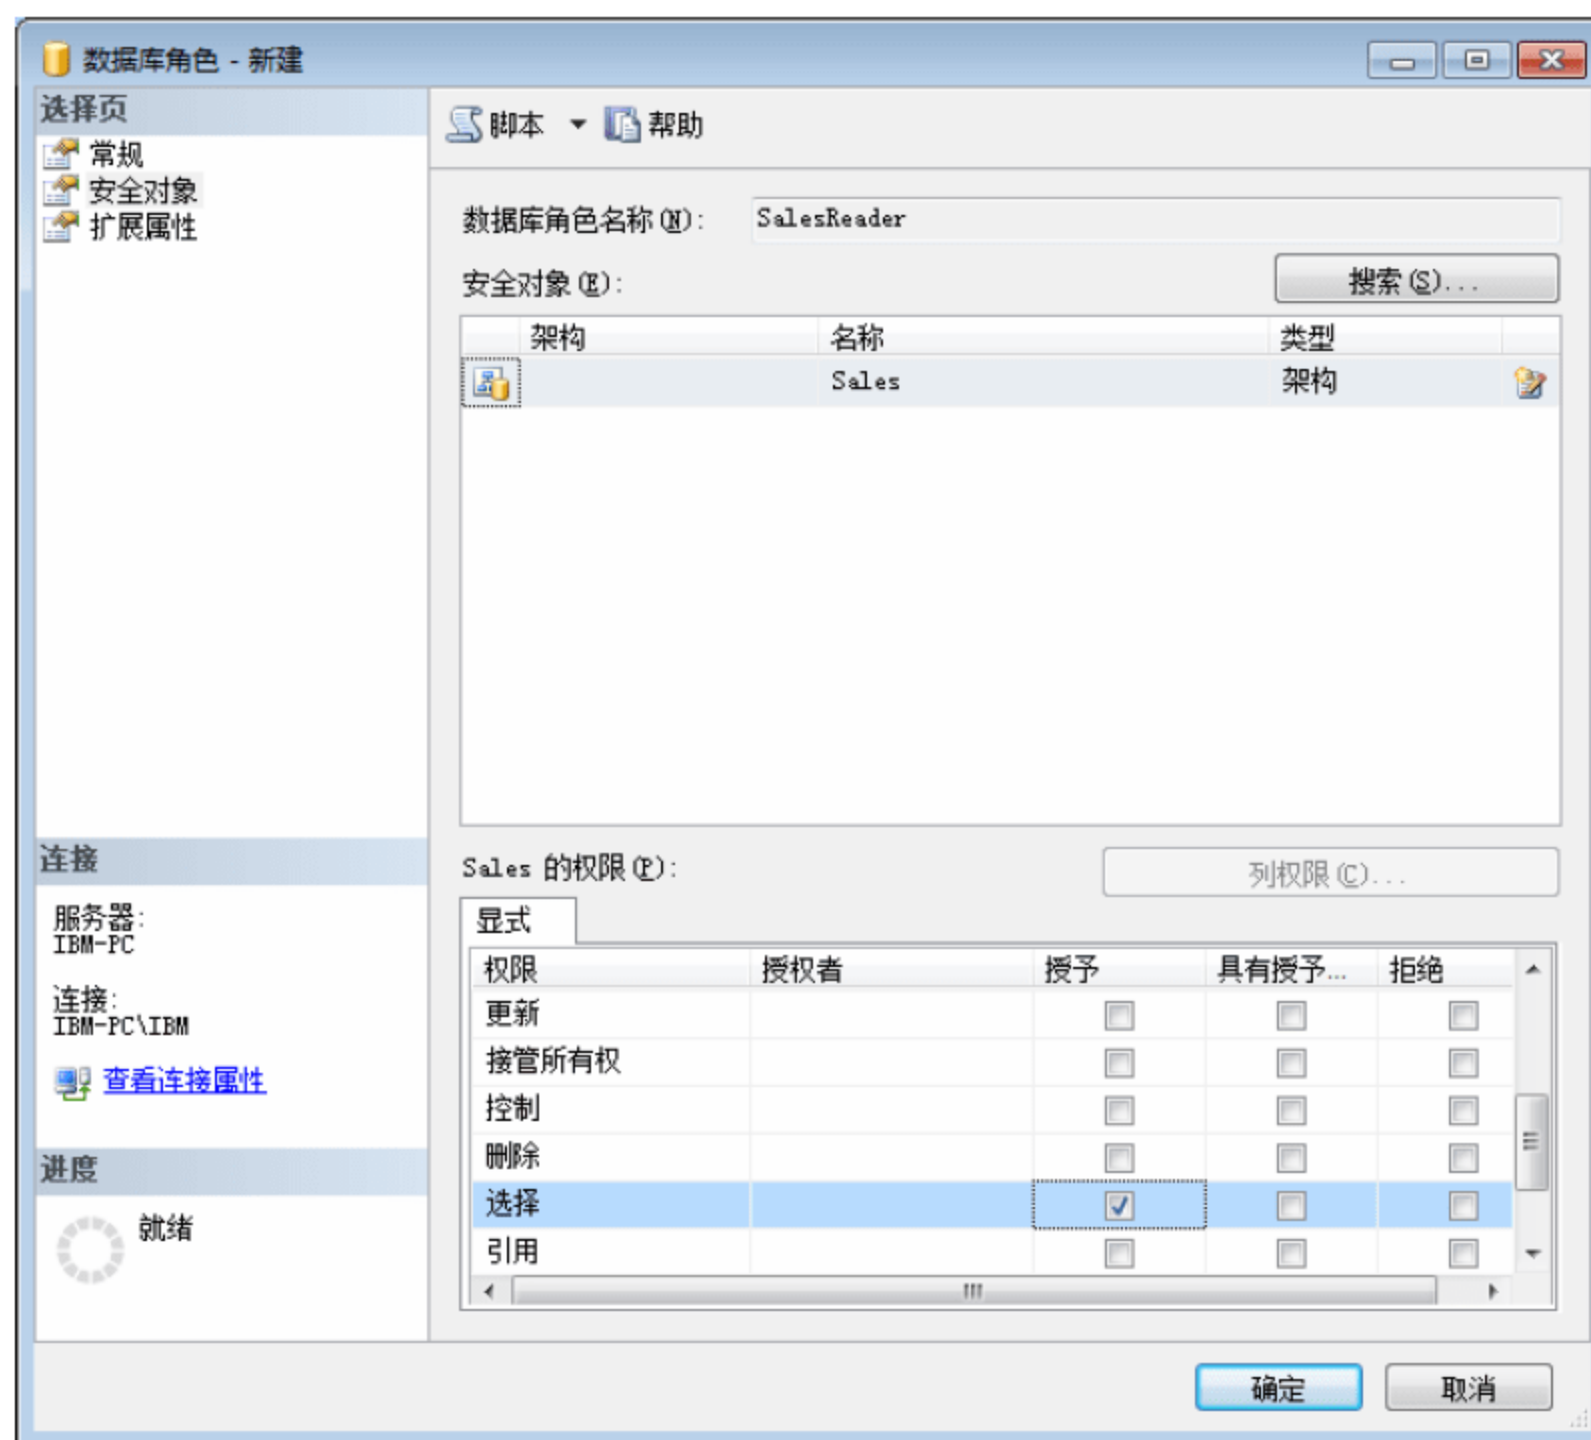 数据库角色 - 新建
选择页
常规
安全对象
扩展属性
脚本 帮助
数据库角色名称(N): SalesReader
安全对象(E):
搜索(S)...
架构 名称 类型
Sales 架构
连接
服务器:
IBM-PC
连接:
IBM-PC\IBM
查看连接属性
进度
就绪
Sales 的权限(P):
列权限(C)...
显式
权限 授权者 授予 具有授予... 拒绝
更新
接管所有权
控制
删除
选择
引用
确定 取消